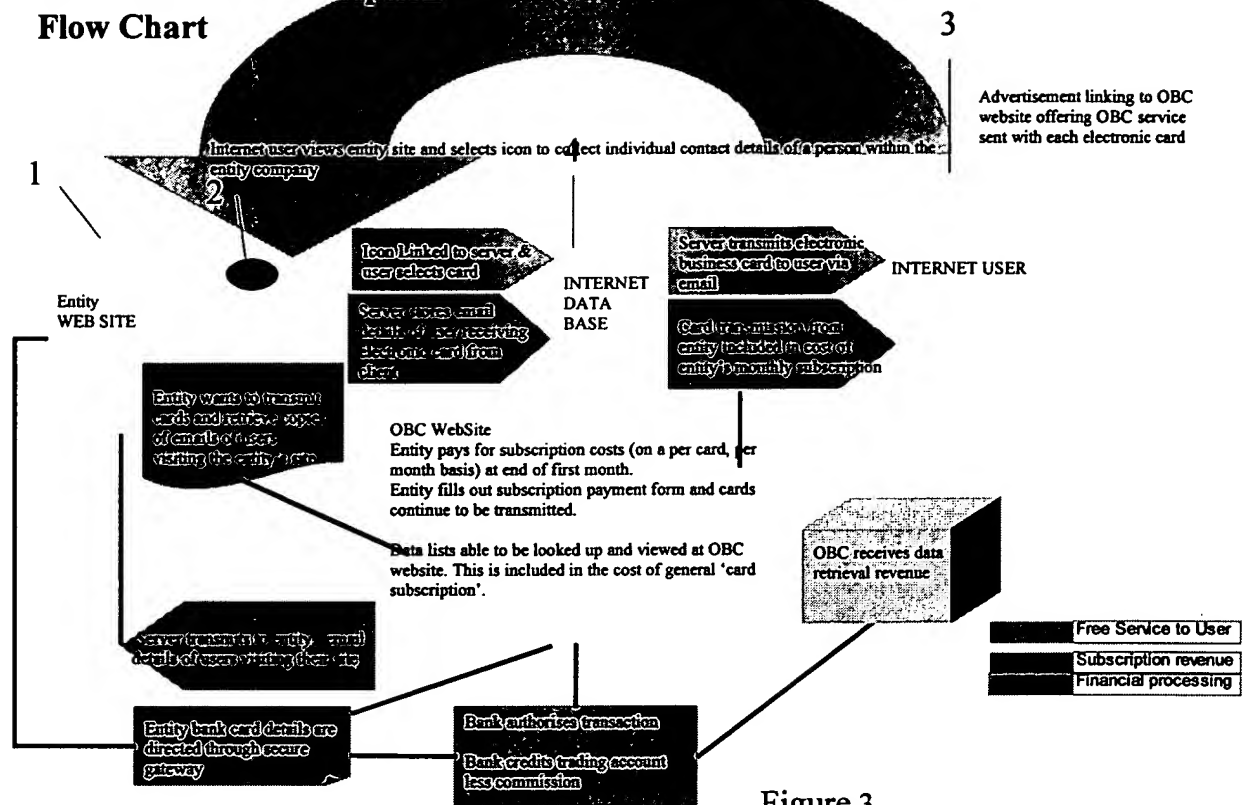 Flow Chart
3
Advertisement linking to OBC
website offering OBC service
sent with each electronic card
Internet user views entity site and selects icon to collect individual contact details of a person within the
entity company
1
2
4
Icon Linked to server &
user selects card
Server transmits electronic
business card to user via
email
INTERNET USER
INTERNET
DATA
BASE
Entity
WEB SITE
Server stores email
details of user receiving
electronic card from
client
Card transmission from
entity included in cost of
entity's monthly subscription
Entity wants to transmit
cards and retrieve copies
of emails of users
visiting the entity's site
OBC WebSite
Entity pays for subscription costs (on a per card, per
month basis) at end of first month.
Entity fills out subscription payment form and cards
continue to be transmitted.
Data lists able to be looked up and viewed at OBC
website. This is included in the cost of general 'card
subscription'.
OBC receives data
retrieval revenue
Server transmits to entity email
details of users visiting their site
Free Service to User
Subscription revenue
Financial processing
Entity bank card details are
directed through secure
gateway
Bank authorises transaction
Bank credits trading account
less commission
Figure 3